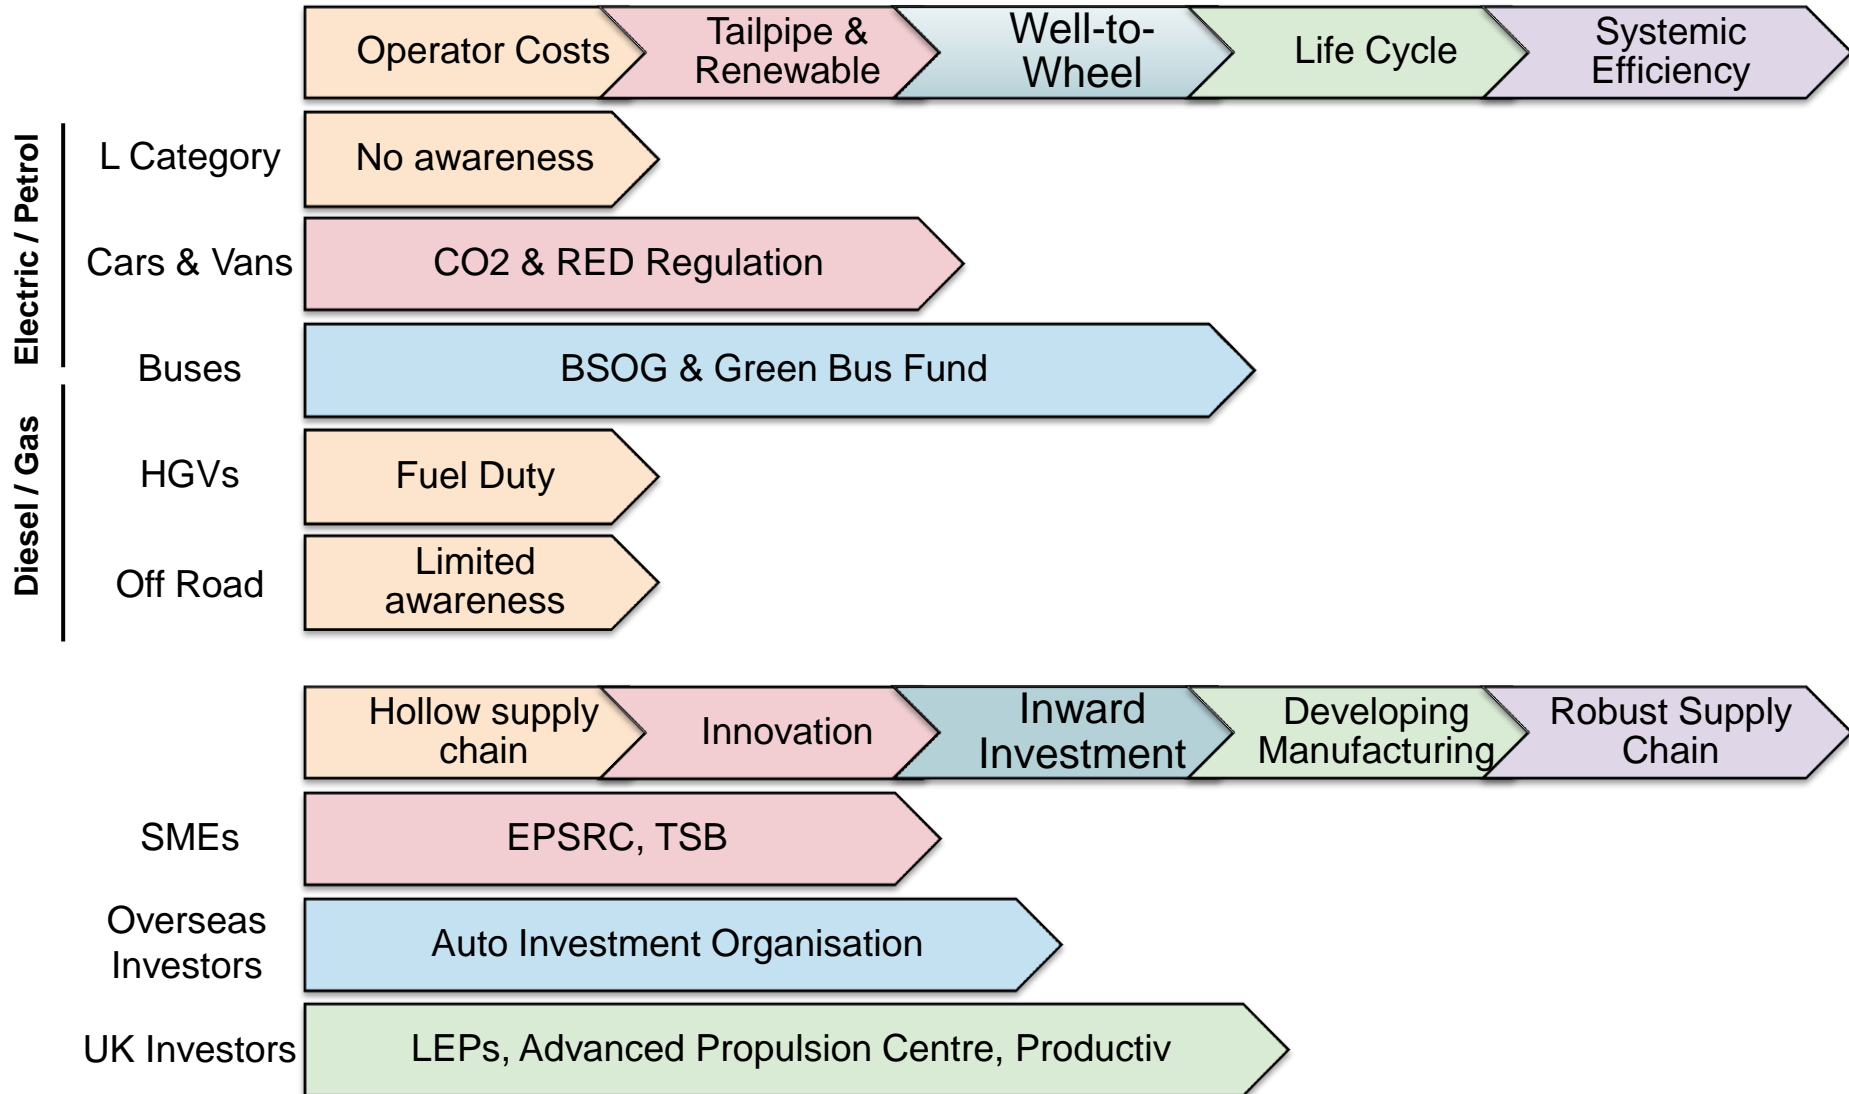 Operator Costs
Tailpipe &
Renewable
Well-to-
Wheel
Life Cycle
Systemic
Efficiency
Electric / Petrol
L Category
No awareness
Cars & Vans
CO2 & RED Regulation
Buses
BSOG & Green Bus Fund
Diesel / Gas
HGVs
Fuel Duty
Off Road
Limited
awareness
Hollow supply
chain
Innovation
Inward
Investment
Developing
Manufacturing
Robust Supply
Chain
SMEs
EPSRC, TSB
Overseas
Investors
Auto Investment Organisation
UK Investors
LEPs, Advanced Propulsion Centre, Productiv